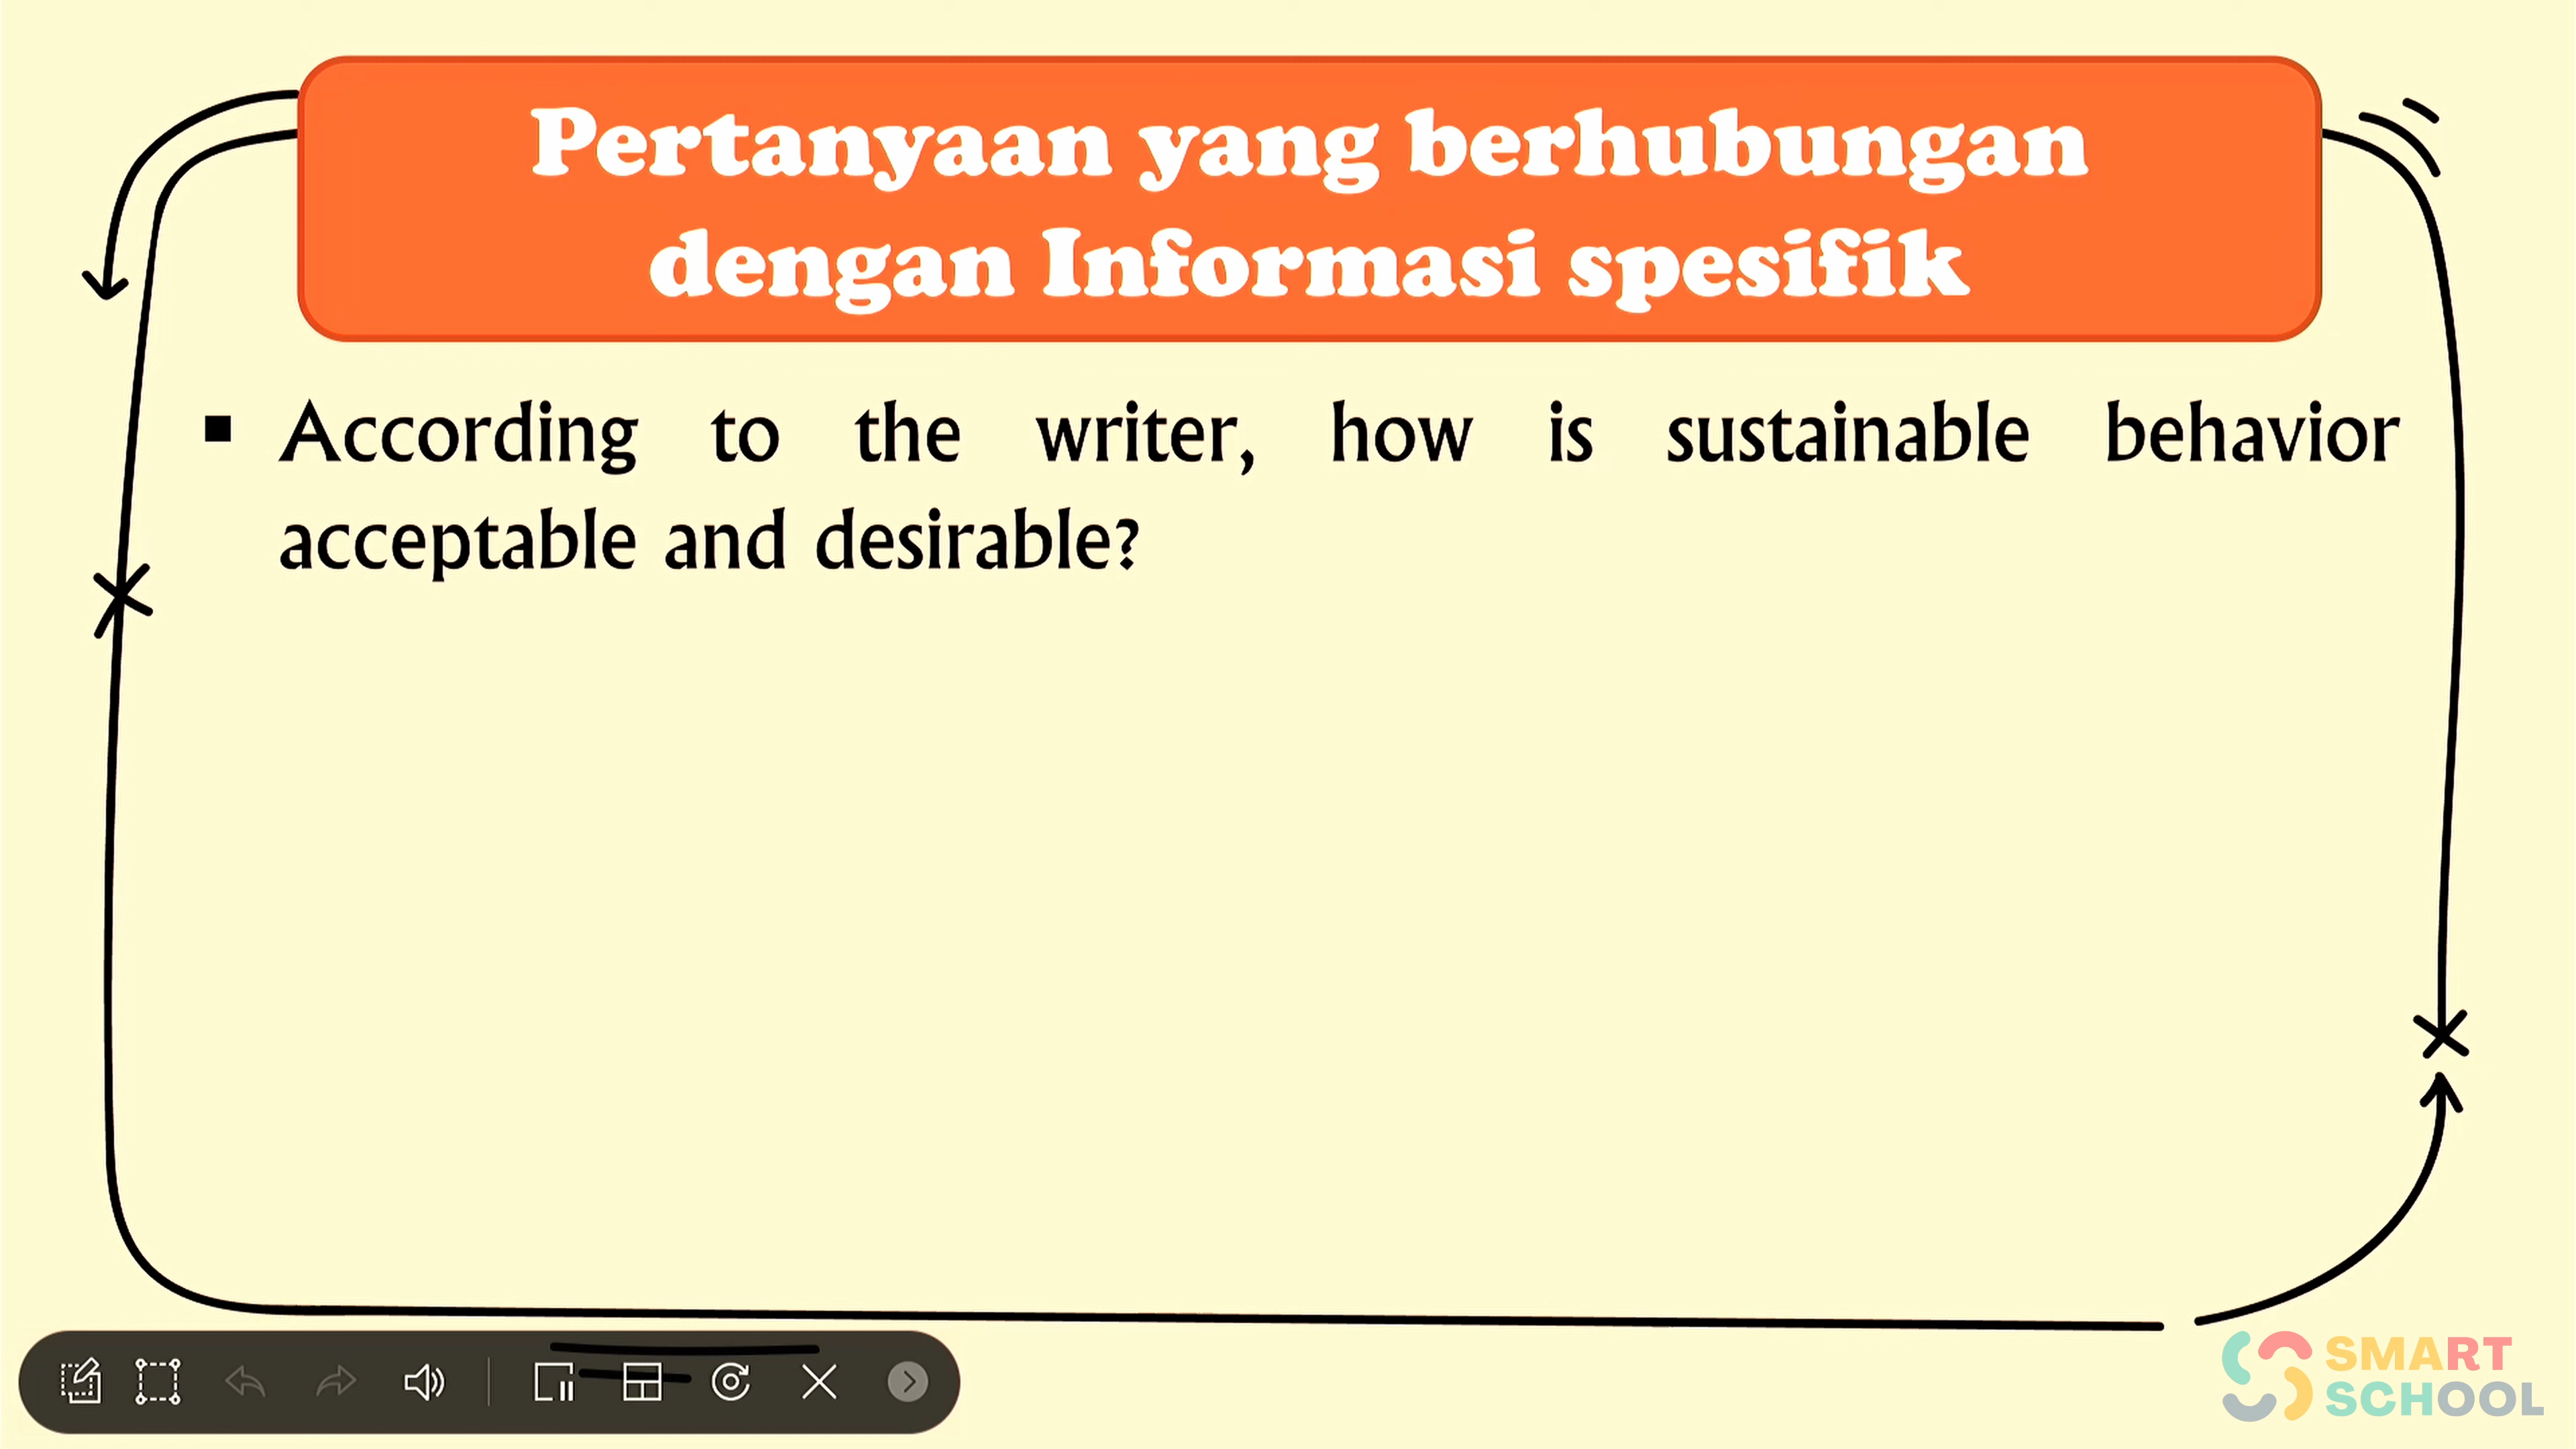 Pertanyaan yang berhubungan
dengan Informasi spesifik
▪ According to the writer, how is sustainable behavior
acceptable and desirable?
SMART
SCHOOL